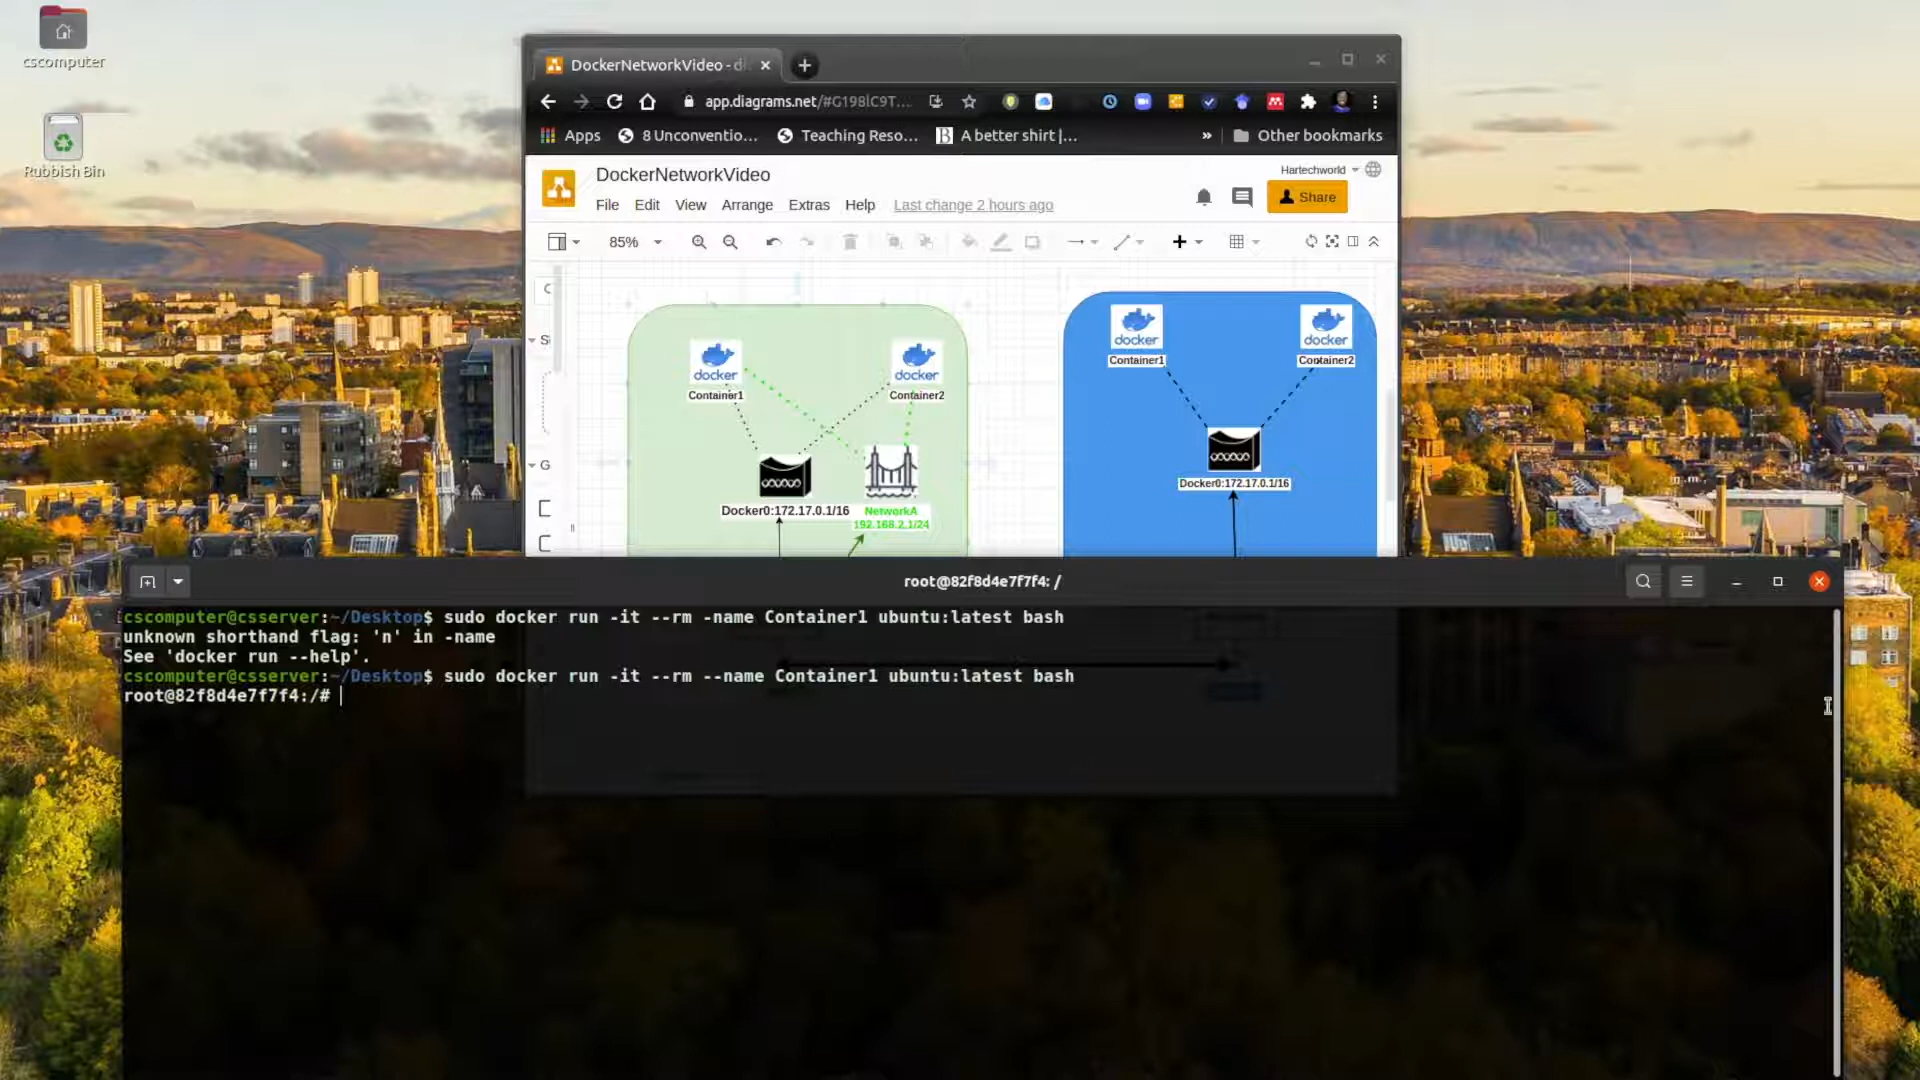 cscomputer
Rubbish Bin
DockerNetworkVideo - di
app.diagrams.net/#G198lC9T...
Apps
8 Unconventio...
Teaching Reso...
B
A better shirt |...
»
Other bookmarks
DockerNetworkVideo
Hartechworld
File Edit View Arrange Extras Help Last change 2 hours ago
Share
85%
S
G
docker
Container1
docker
Container2
Docker0:172.17.0.1/16
NetworkA
192.168.2.1/24
docker
Container1
docker
Container2
Docker0:172.17.0.1/16
root@82f8d4e7f7f4: /
cscomputer@csserver:~/Desktop$ sudo docker run -it --rm -name Container1 ubuntu:latest bash
unknown shorthand flag: 'n' in -name
See 'docker run --help'.
cscomputer@csserver:~/Desktop$ sudo docker run -it --rm --name Container1 ubuntu:latest bash
root@82f8d4e7f7f4:/#